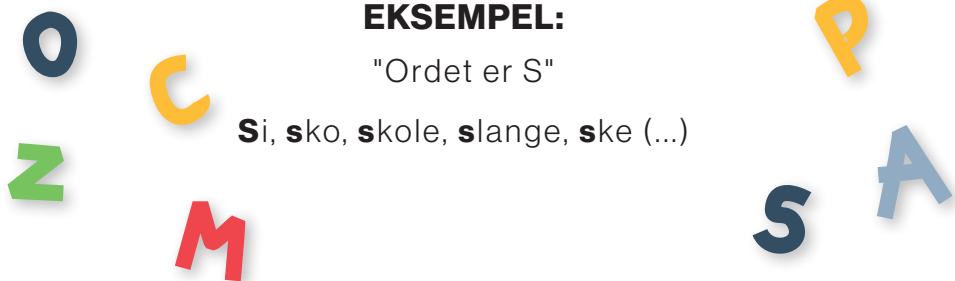 EKSEMPEL:
"Ordet er S"
Si, sko, skole, slange, ske (...)
O
C
P
Z
M
A
S